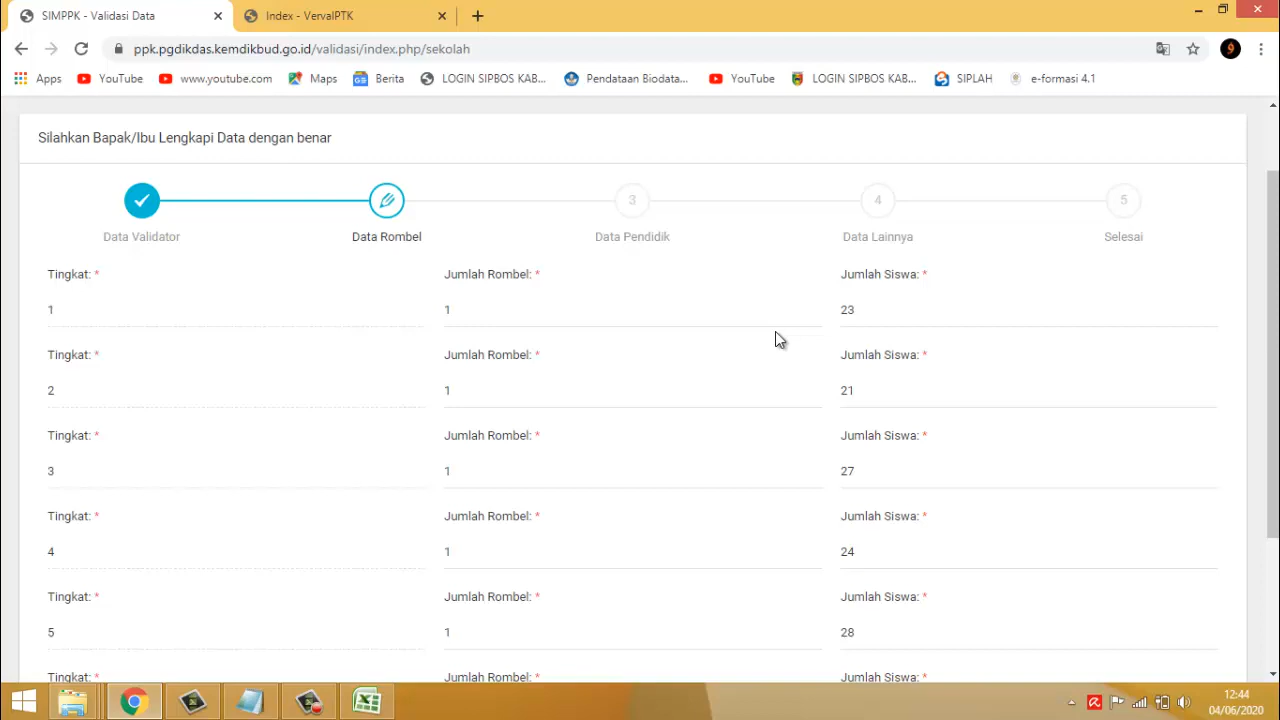 SIMPPK - Validasi Data
Index - VervalPTK
ppk.pgdikdas.kemdikbud.go.id/validasi/index.php/sekolah
9
Apps
YouTube
www.youtube.com
Maps
Berita
LOGIN SIPBOS KAB...
Pendataan Biodata...
YouTube
LOGIN SIPBOS KAB...
SIPLAH
e-formasi 4.1
Silahkan Bapak/Ibu Lengkapi Data dengan benar
3
4
5
Data Validator
Data Rombel
Data Pendidik
Data Lainnya
Selesai
Tingkat: *
Jumlah Rombel: *
Jumlah Siswa: *
1
1
23
Tingkat: *
Jumlah Rombel: *
Jumlah Siswa: *
2
1
21
Tingkat: *
Jumlah Rombel: *
Jumlah Siswa: *
3
1
27
Tingkat: *
Jumlah Rombel: *
Jumlah Siswa: *
4
1
24
Tingkat: *
Jumlah Rombel: *
Jumlah Siswa: *
5
1
28
Tingkat: *
Jumlah Rombel: *
Jumlah Siswa: *
12:44
04/06/2020